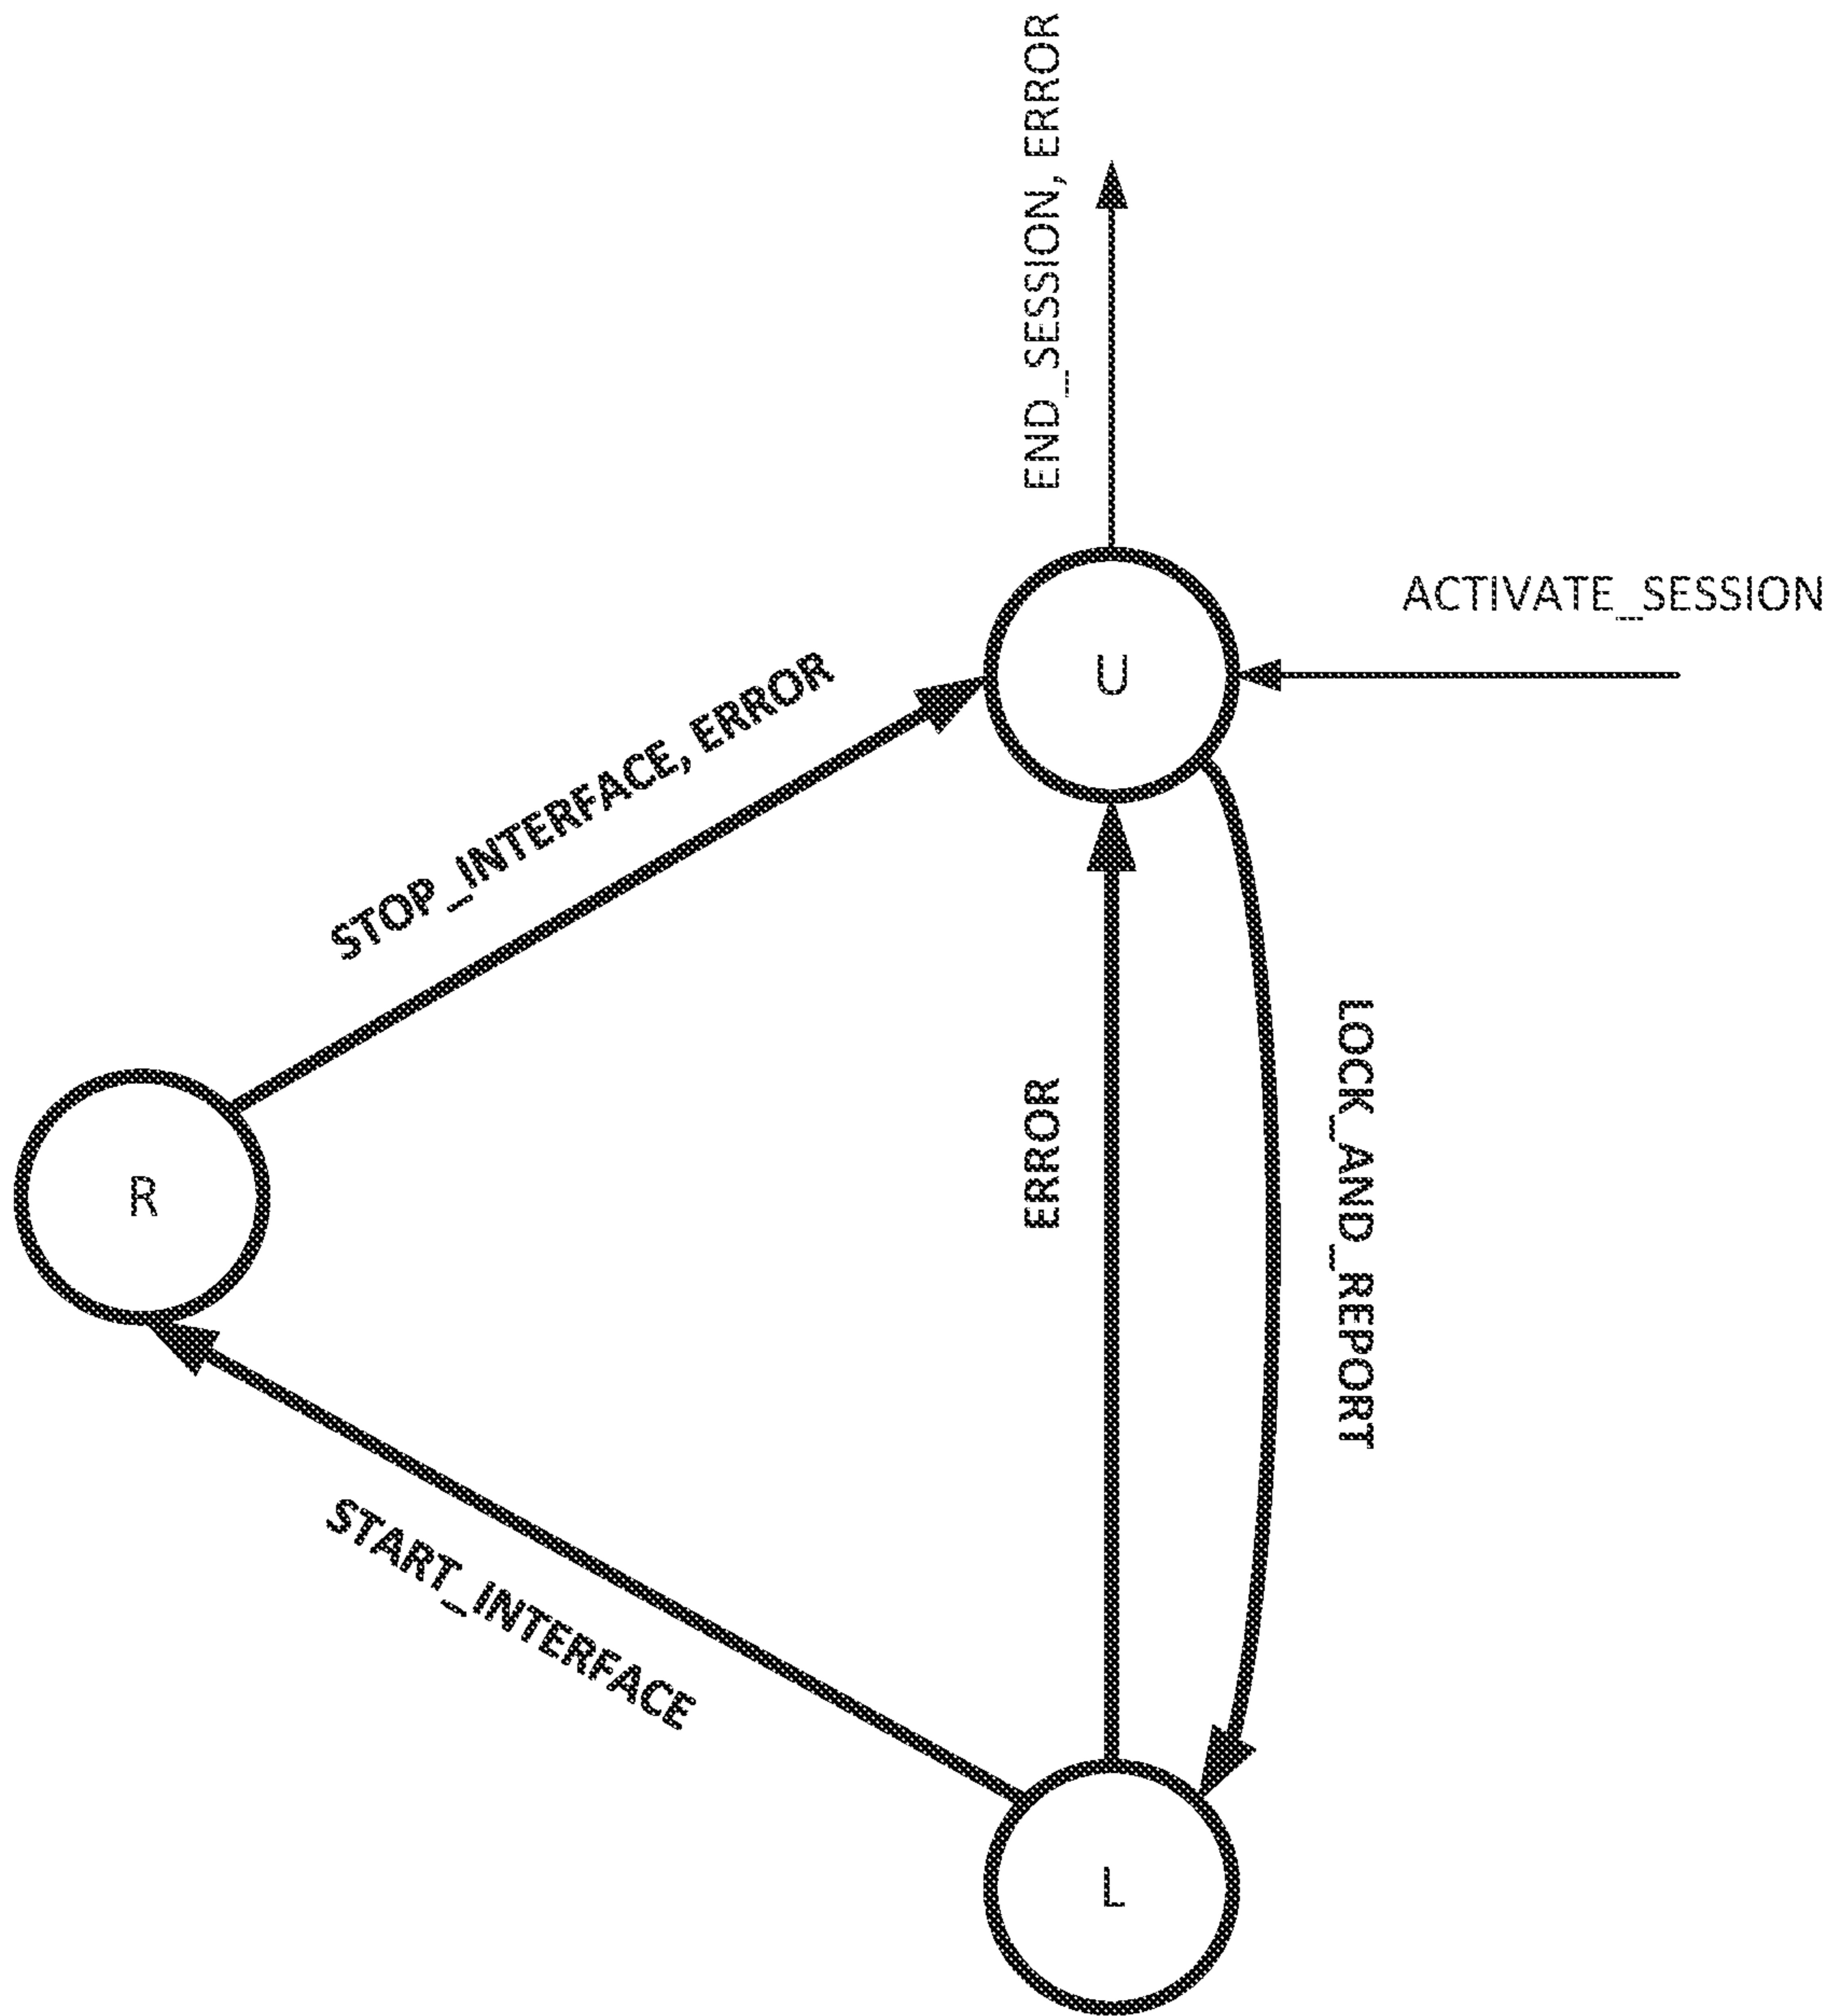 END_SESSION, ERROR
ACTIVATE_SESSION
U
STOP_INTERFACE, ERROR
LOCK_AND_REPORT
ERROR
R
START_INTERFACE
L